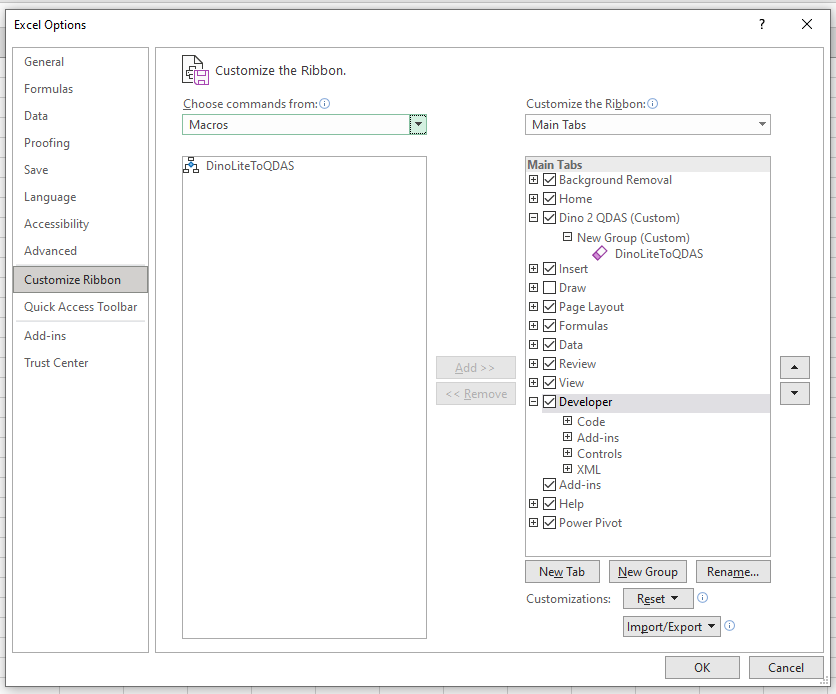 Excel Options
?
General
Formulas
Data
Proofing
Save
Language
Accessibility
Advanced
Customize Ribbon
Quick Access Toolbar
Add-ins
Trust Center
Customize the Ribbon.
Choose commands from:
Macros
DinoLiteToQDAS
Add >>
<< Remove
Customize the Ribbon:
Main Tabs
Main Tabs
Background Removal
Home
Dino 2 QDAS (Custom)
New Group (Custom)
DinoLiteToQDAS
Insert
Draw
Page Layout
Formulas
Data
Review
View
Developer
Code
Add-ins
Controls
XML
Add-ins
Help
Power Pivot
New Tab
New Group
Rename...
Customizations:
Reset
Import/Export
OK
Cancel